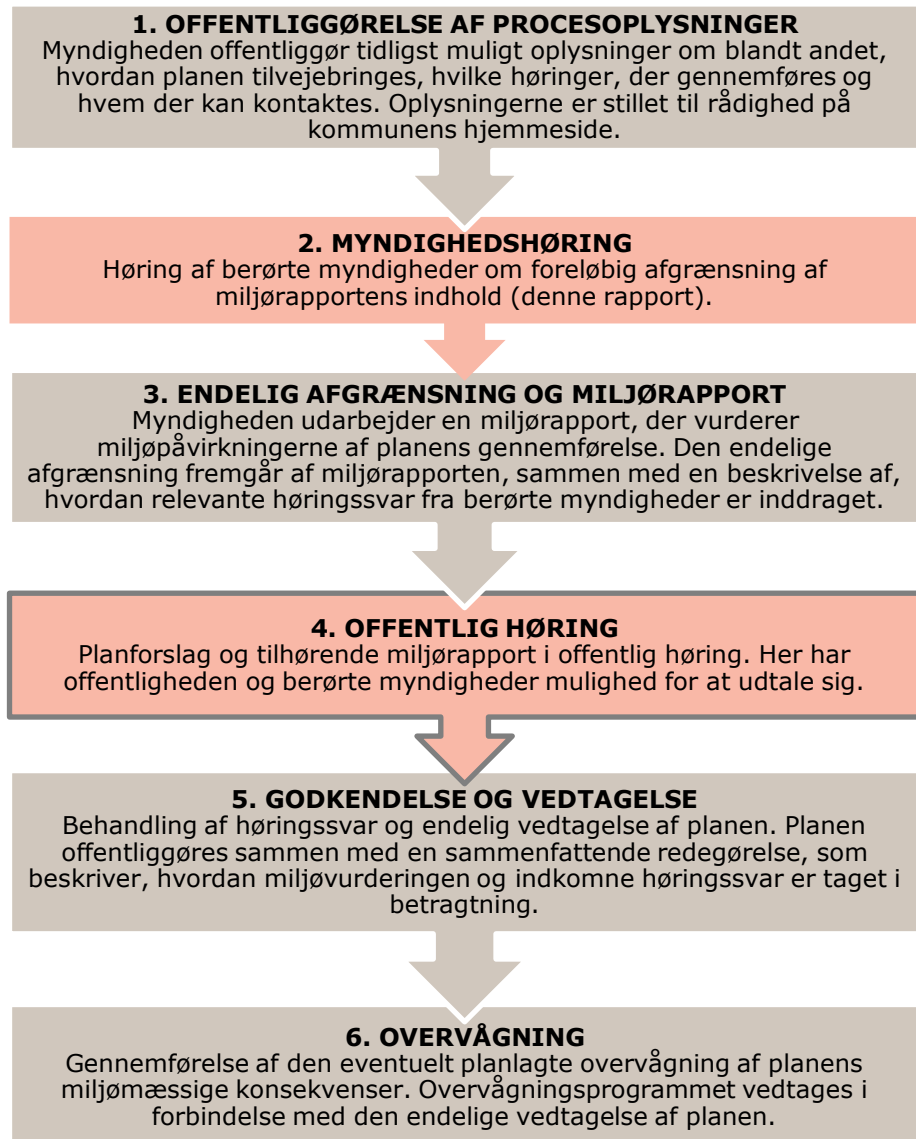 1. OFFENTLIGGØRELSE AF PROCESOPLYSNINGER
Myndigheden offentliggør tidligst muligt oplysninger om blandt andet,
hvordan planen tilvejebringes, hvilke høringer, der gennemføres og
hvem der kan kontaktes. Oplysningerne er stillet til rådighed på
kommunens hjemmeside.
2. MYNDIGHEDSHØRING
Høring af berørte myndigheder om foreløbig afgrænsning af
miljørapportens indhold (denne rapport).
3. ENDELIG AFGRÆNSNING OG MILJØRAPPORT
Myndigheden udarbejder en miljørapport, der vurderer
miljøpåvirkningerne af planens gennemførelse. Den endelige
afgrænsning fremgår af miljørapporten, sammen med en beskrivelse af,
hvordan relevante høringssvar fra berørte myndigheder er inddraget.
4. OFFENTLIG HØRING
Planforslag og tilhørende miljørapport i offentlig høring. Her har
offentligheden og berørte myndigheder mulighed for at udtale sig.
5. GODKENDELSE OG VEDTAGELSE
Behandling af høringssvar og endelig vedtagelse af planen. Planen
offentliggøres sammen med en sammenfattende redegørelse, som
beskriver, hvordan miljøvurderingen og indkomne høringssvar er taget i
betragtning.
6. OVERVÅGNING
Gennemførelse af den eventuelt planlagte overvågning af planens
miljømæssige konsekvenser. Overvågningsprogrammet vedtages i
forbindelse med den endelige vedtagelse af planen.